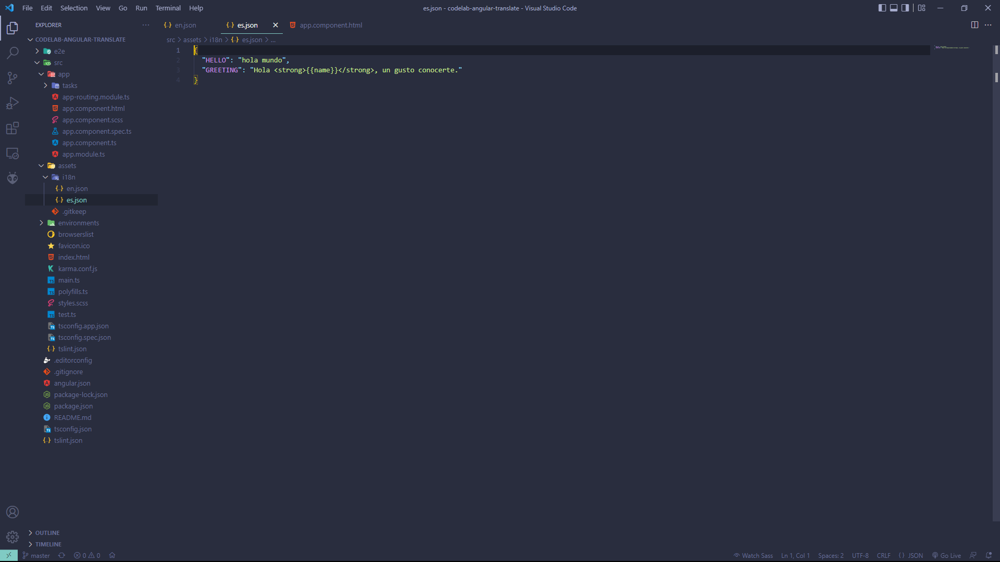 File Edit Selection View Go Run Terminal Help
es.json - codelab-angular-translate - Visual Studio Code
EXPLORER
CODELAB-ANGULAR-TRANSLATE
e2e
src
app
tasks
app-routing.module.ts
app.component.html
app.component.scss
app.component.spec.ts
app.component.ts
app.module.ts
assets
i18n
en.json
es.json
.gitkeep
environments
browserslist
favicon.ico
index.html
karma.conf.js
main.ts
polyfills.ts
styles.scss
test.ts
tsconfig.app.json
tsconfig.spec.json
tslint.json
.editorconfig
.gitignore
angular.json
package-lock.json
package.json
README.md
tsconfig.json
tslint.json
OUTLINE
TIMELINE
en.json es.json app.component.html
src > assets > i18n > es.json > ...
1 {
2 "HELLO": "hola mundo",
3 "GREETING": "Hola <strong>{{name}}</strong>, un gusto conocerte."
4 }
master 0 0 Watch Sass Ln 1, Col 1 Spaces: 2 UTF-8 CRLF {} JSON Go Live